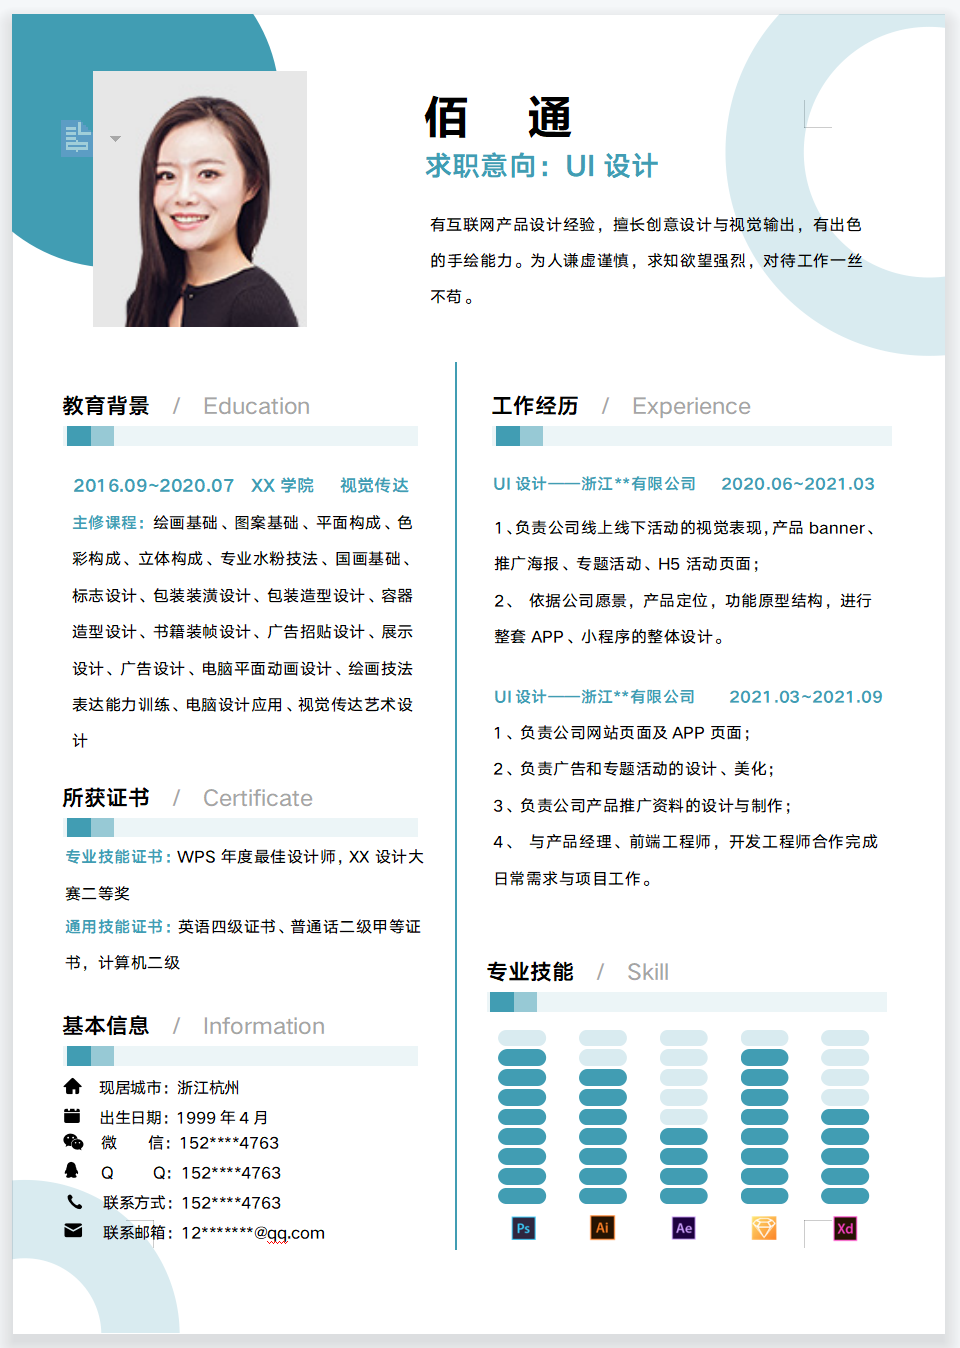 佰 通
求职意向：UI 设计
有互联网产品设计经验，擅长创意设计与视觉输出，有出色
的手绘能力。为人谦虚谨慎，求知欲望强烈，对待工作一丝
不苟。
教育背景 / Education
2016.09~2020.07 XX 学院 视觉传达
主修课程：绘画基础、图案基础、平面构成、色
彩构成、立体构成、专业水粉技法、国画基础、
标志设计、包装装潢设计、包装造型设计、容器
造型设计、书籍装帧设计、广告招贴设计、展示
设计、广告设计、电脑平面动画设计、绘画技法
表达能力训练、电脑设计应用、视觉传达艺术设
计
所获证书 / Certificate
专业技能证书：WPS 年度最佳设计师，XX 设计大
赛二等奖
通用技能证书：英语四级证书、普通话二级甲等证
书，计算机二级
基本信息 / Information
现居城市：浙江杭州
出生日期：1999 年 4 月
微 信：152****4763
Q Q：152****4763
联系方式：152****4763
联系邮箱：12*******@qq.com
工作经历 / Experience
UI 设计——浙江**有限公司 2020.06~2021.03
1、负责公司线上线下活动的视觉表现，产品 banner、
推广海报、专题活动、H5 活动页面；
2、 依据公司愿景，产品定位，功能原型结构，进行
整套 APP、小程序的整体设计。
UI 设计——浙江**有限公司 2021.03~2021.09
1、负责公司网站页面及 APP 页面；
2、负责广告和专题活动的设计、美化；
3、负责公司产品推广资料的设计与制作；
4、 与产品经理、前端工程师，开发工程师合作完成
日常需求与项目工作。
专业技能 / Skill
Ps Ai Ae Xd